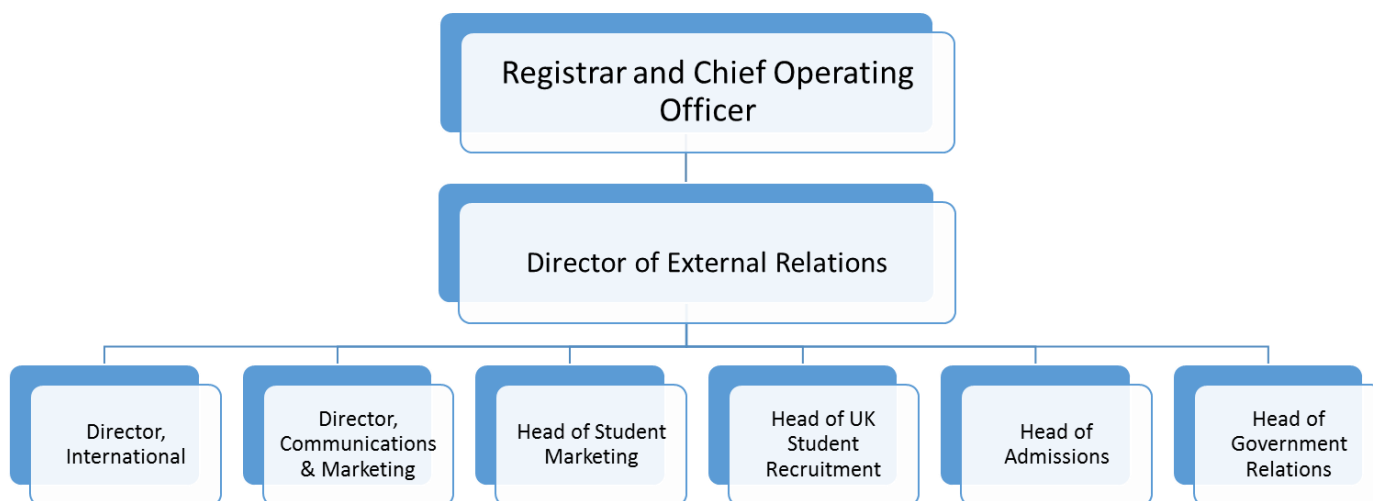 Registrar and Chief Operating
Officer
Director of External Relations
Director,
International
Director,
Communications
& Marketing
Head of Student
Marketing
Head of UK
Student
Recruitment
Head of
Admissions
Head of
Government
Relations